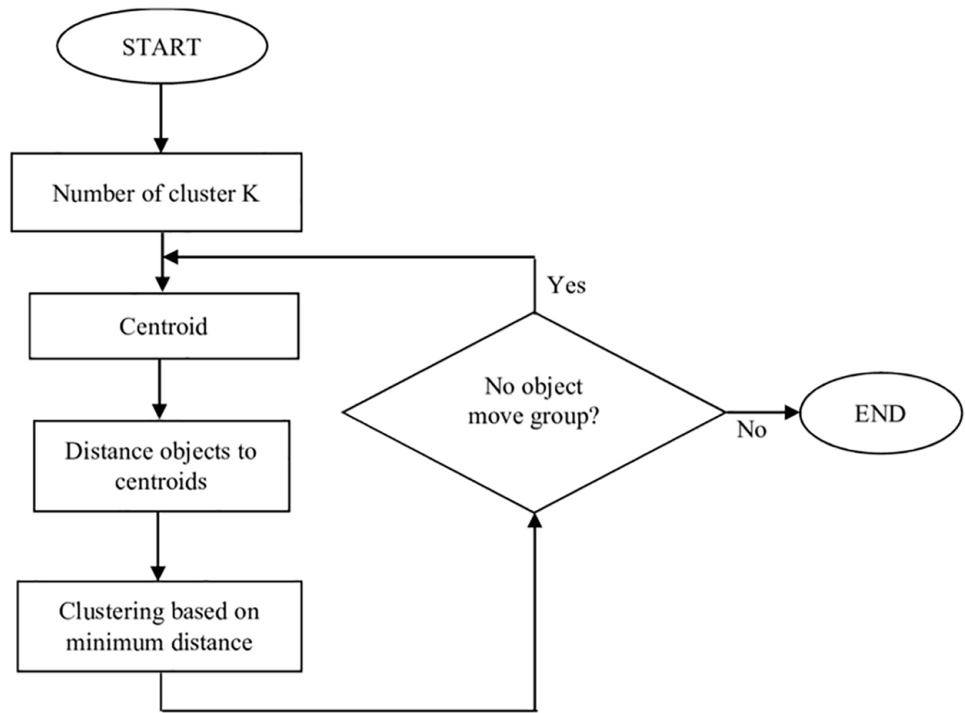 START
Number of cluster K
Centroid
Distance objects to
centroids
Clustering based on
minimum distance
Yes
No object
move group?
No
END